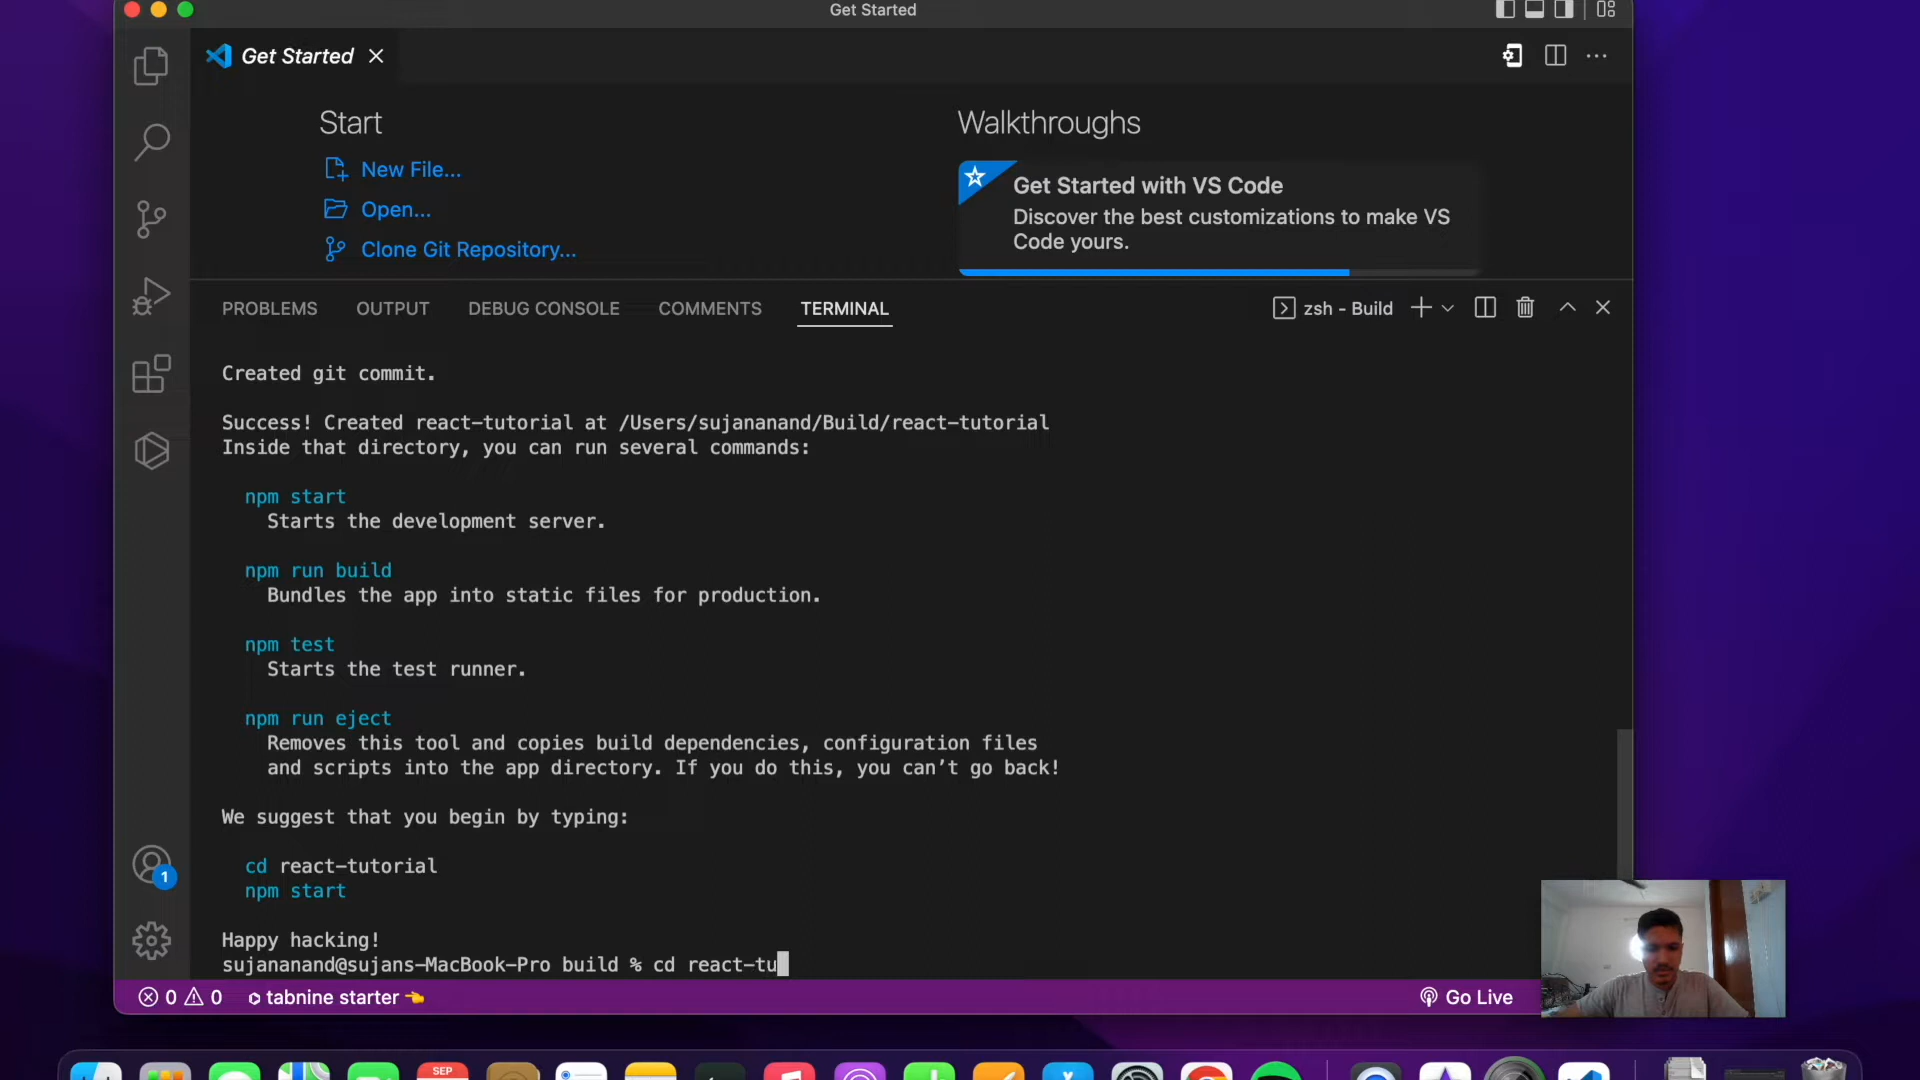 Get Started
Get Started
Start
New File...
Open...
Clone Git Repository...
Walkthroughs
Get Started with VS Code
Discover the best customizations to make VS
Code yours.
PROBLEMS OUTPUT DEBUG CONSOLE COMMENTS TERMINAL
zsh - Build
Created git commit.
Success! Created react-tutorial at /Users/sujananand/Build/react-tutorial
Inside that directory, you can run several commands:
npm start
Starts the development server.
npm run build
Bundles the app into static files for production.
npm test
Starts the test runner.
npm run eject
Removes this tool and copies build dependencies, configuration files
and scripts into the app directory. If you do this, you can’t go back!
We suggest that you begin by typing:
cd react-tutorial
npm start
1
Happy hacking!
sujananand@sujans-MacBook-Pro build % cd react-tu
0 0 tabnine starter
Go Live
SEP